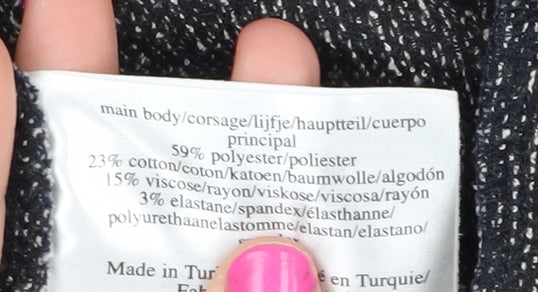 main body/corsage/lijfje/hauptteil/cuerpo
principal
59% polyester/poliester
23% cotton/coton/katoen/baumwolle/algodón
15% viscose/rayon/viskose/viscosa/rayón
3% elastane/spandex/élasthanne/
polyurethaanelastomme/elastan/elastano/
Made in en Turquie/